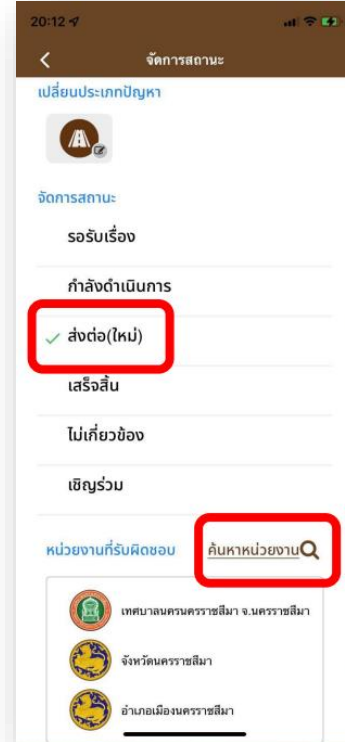 20:12
จัดการสถานะ
เปลี่ยนประเภทปัญหา
จัดการสถานะ
รอรับเรื่อง
กำลังดำเนินการ
ส่งต่อ(ใหม่)
เสร็จสิ้น
ไม่เกี่ยวข้อง
เชิญร่วม
หน่วยงานที่รับผิดชอบ ค้นหาหน่วยงาน
เทศบาลนครนครราชสีมา จ.นครราชสีมา
จังหวัดนครราชสีมา
อำเภอเมืองนครราชสีมา